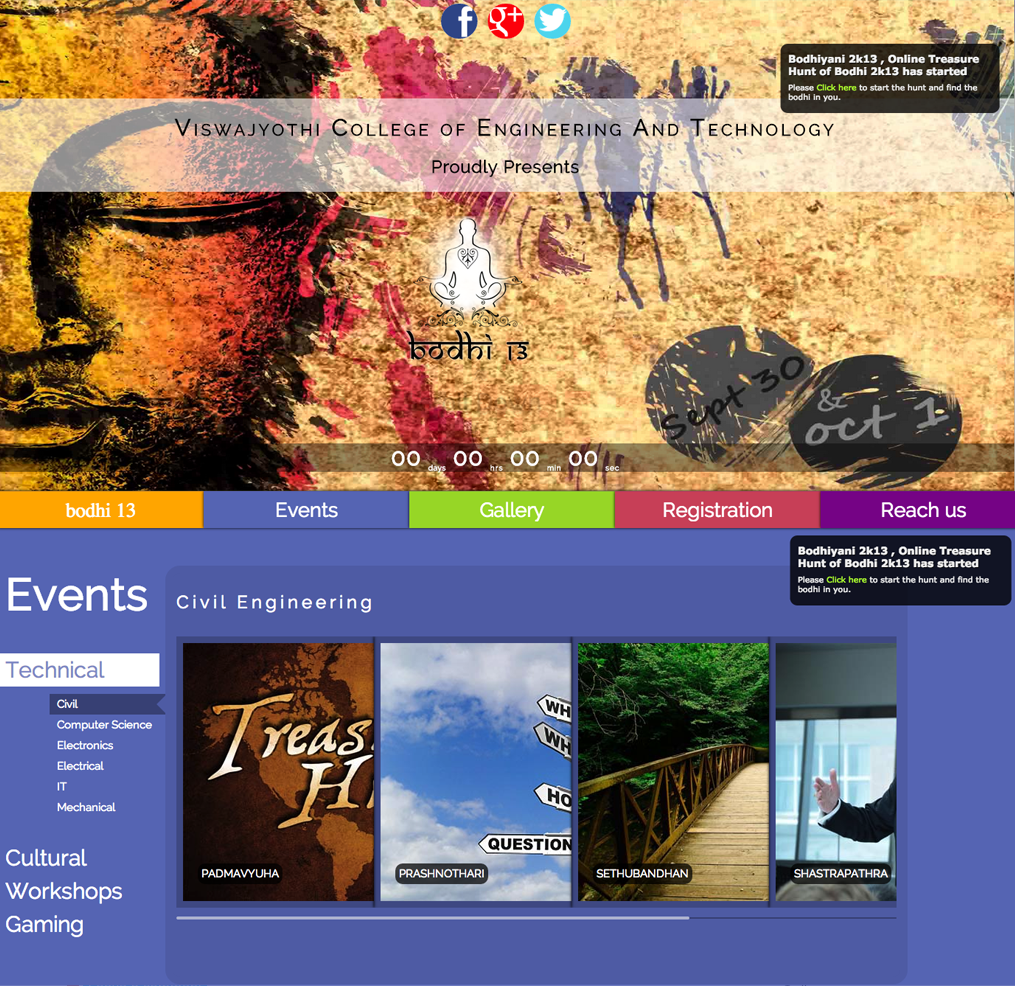 f g+
Bodhiyani 2k13 , Online Treasure
Hunt of Bodhi 2k13 has started
Please Click here to start the hunt and find the
bodhi in you.
Viswajyothi College of Engineering And Technology
Proudly Presents
bodhi 13
Sept 30
&
oct 1
00 days 00 hrs 00 min 00 sec
bodhi 13 Events Gallery Registration Reach us
Bodhiyani 2k13 , Online Treasure
Hunt of Bodhi 2k13 has started
Please Click here to start the hunt and find the
bodhi in you.
Events
Technical
Civil
Computer Science
Electronics
Electrical
IT
Mechanical
Cultural
Workshops
Gaming
Civil Engineering
Treas
H
PADMAVYUHA
WH
WH
HO
QUESTION
PRASHNOTHARI
SETHUBANDHAN
SHASTRAPATHRA